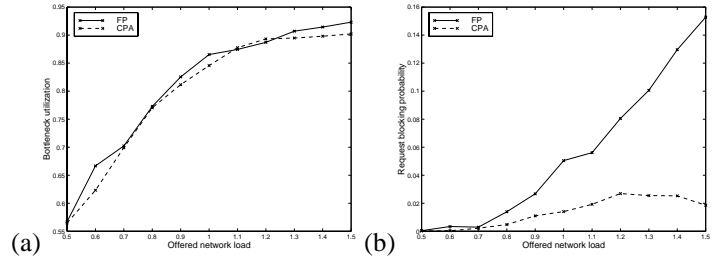 0.95
0.9
0.85
0.8
0.75
0.7
0.65
0.6
0.55
Bottleneck utilization
FP
CPA
0.5 0.6 0.7 0.8 0.9 1 1.1 1.2 1.3 1.4 1.5
Offered network load
(a)
0.16
0.14
0.12
0.1
0.08
0.06
0.04
0.02
0
Request blocking probability
FP
CPA
0.5 0.6 0.7 0.8 0.9 1 1.1 1.2 1.3 1.4 1.5
Offered network load
(b)